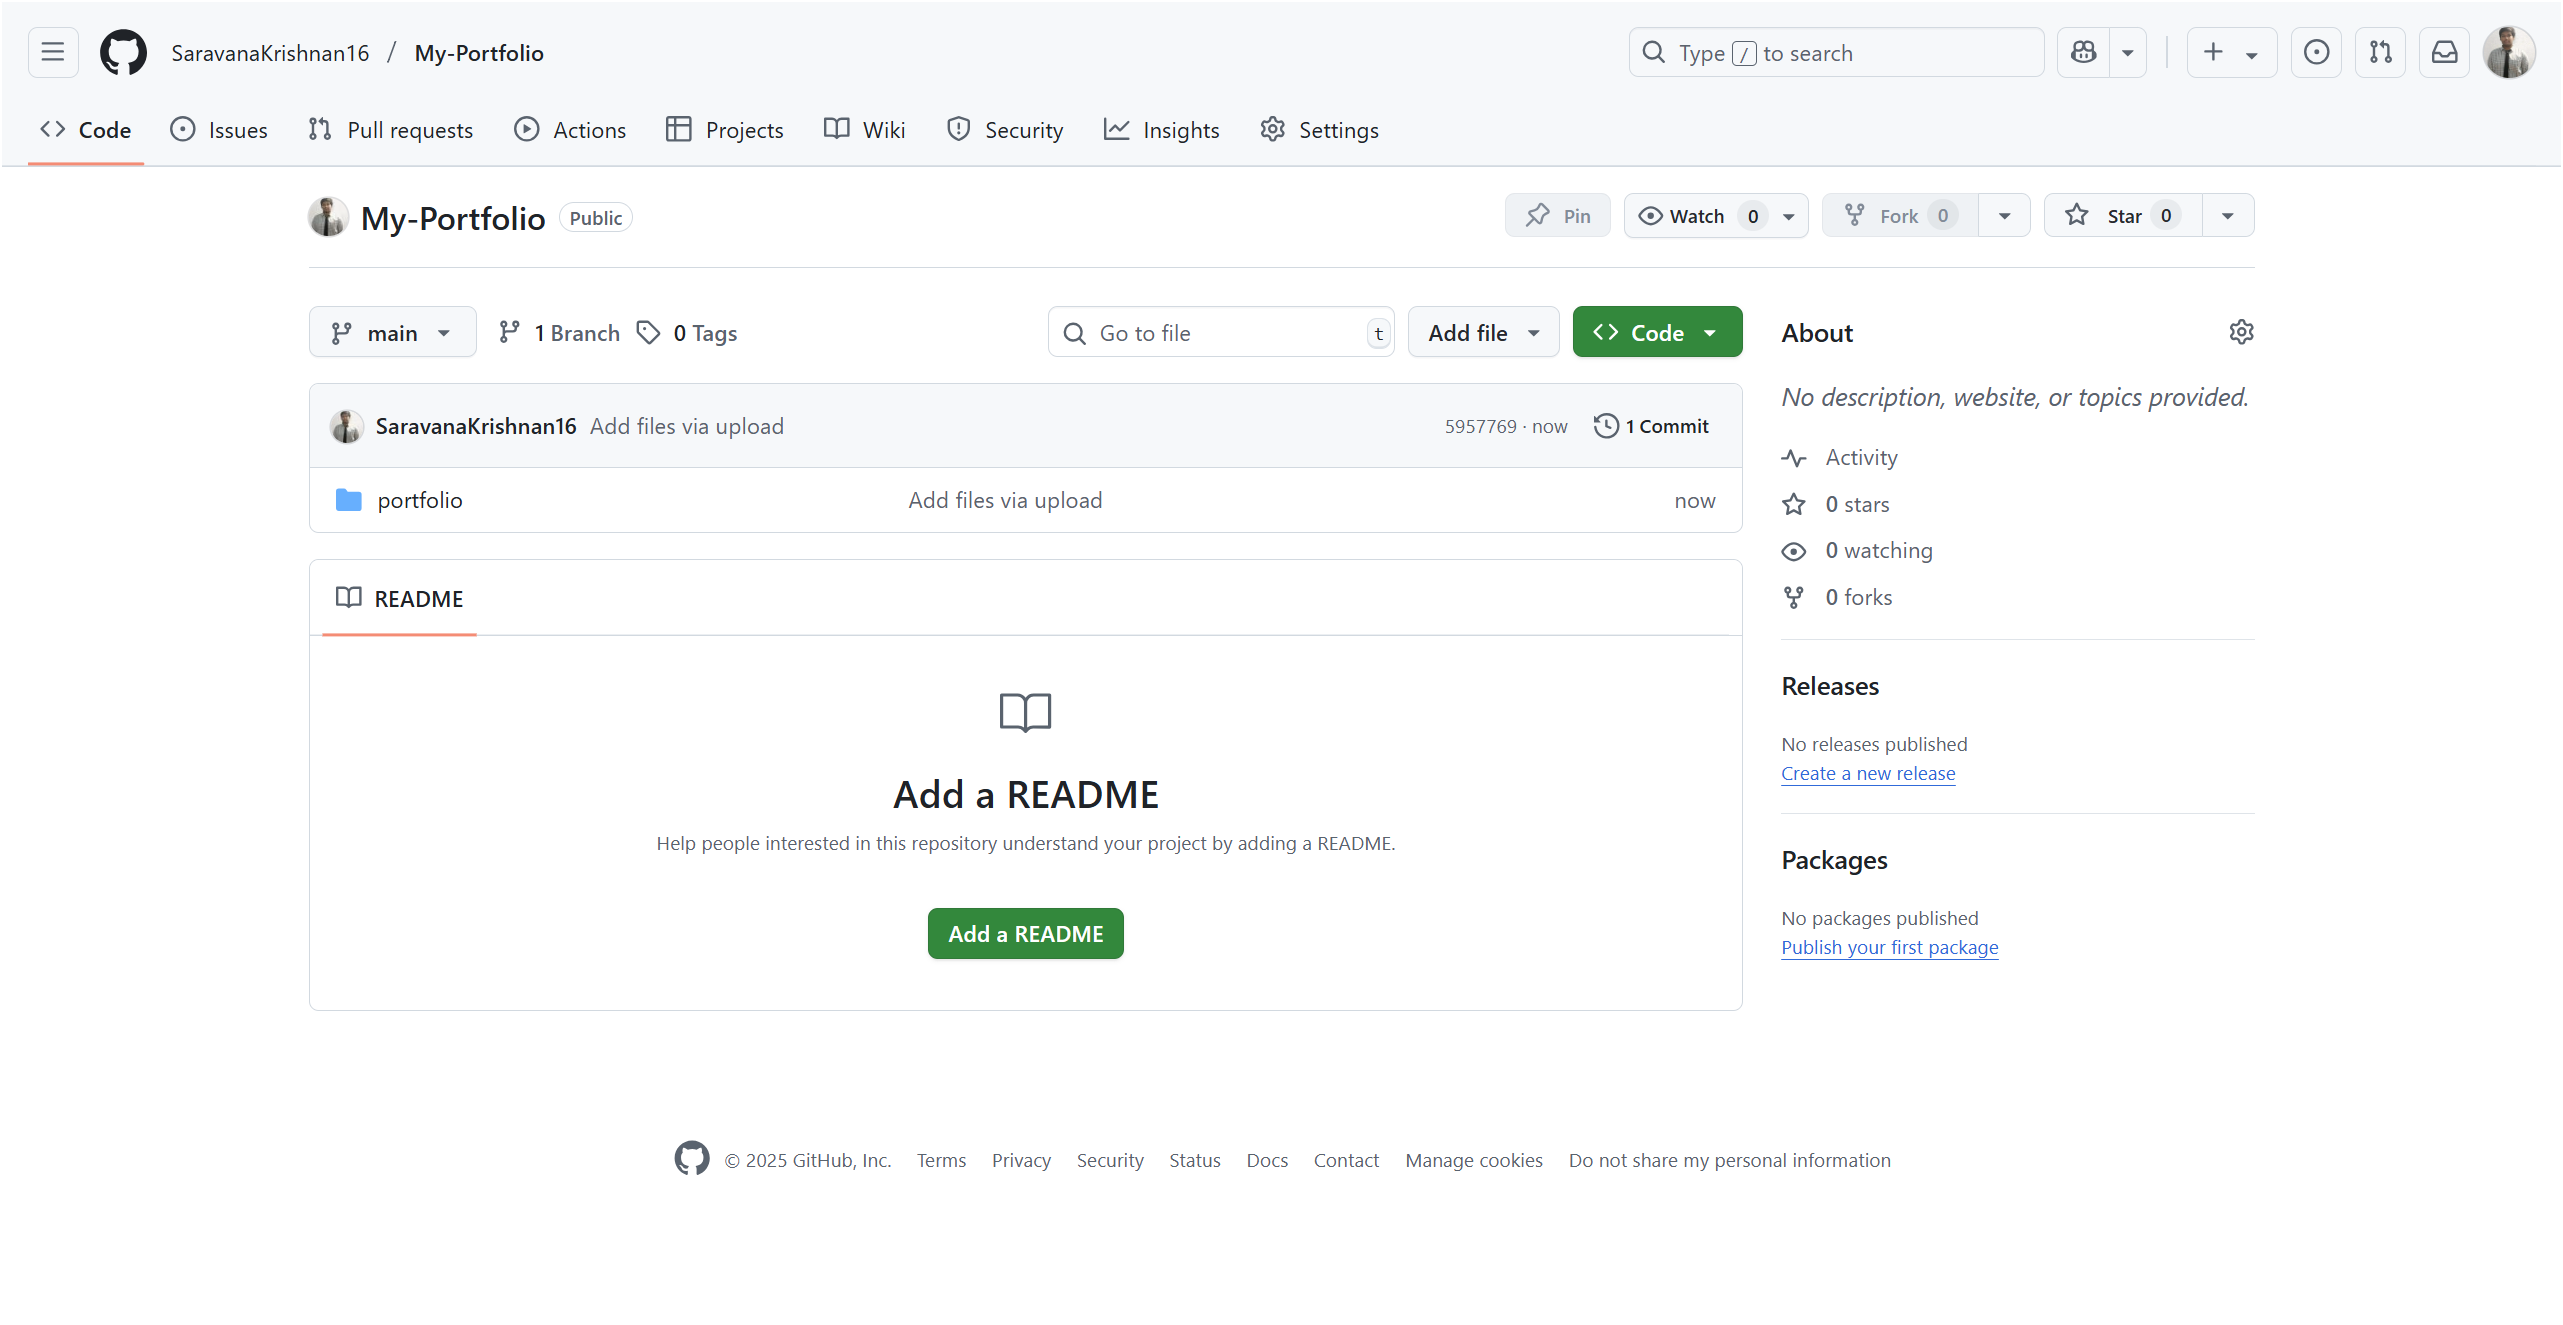 SaravanaKrishnan16 / My-Portfolio
Type / to search
Code Issues Pull requests Actions Projects Wiki Security Insights Settings
My-Portfolio Public
Pin Watch 0 Fork 0 Star 0
main 1 Branch 0 Tags
Go to file t Add file Code
SaravanaKrishnan16 Add files via upload 5957769 · now 1 Commit
portfolio Add files via upload now
README
Add a README
Help people interested in this repository understand your project by adding a README.
Add a README
About
No description, website, or topics provided.
Activity
0 stars
0 watching
0 forks
Releases
No releases published
Create a new release
Packages
No packages published
Publish your first package
© 2025 GitHub, Inc. Terms Privacy Security Status Docs Contact Manage cookies Do not share my personal information